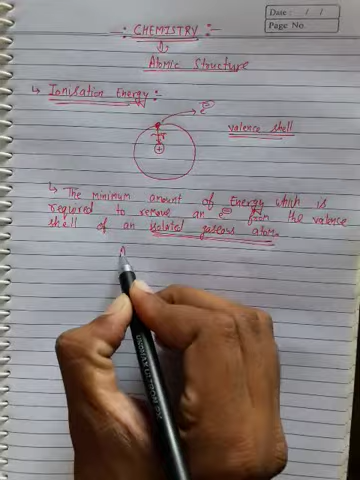 Date : / /
Page No.
: CHEMISTRY :
Atomic Structure
↳ Ionisation Energy :-
e⁻
valence shell
+
↳ The minimum amount of Energy which is
required to remove an e⁻ from the valense
shell of an isolated gaseous atom.
A